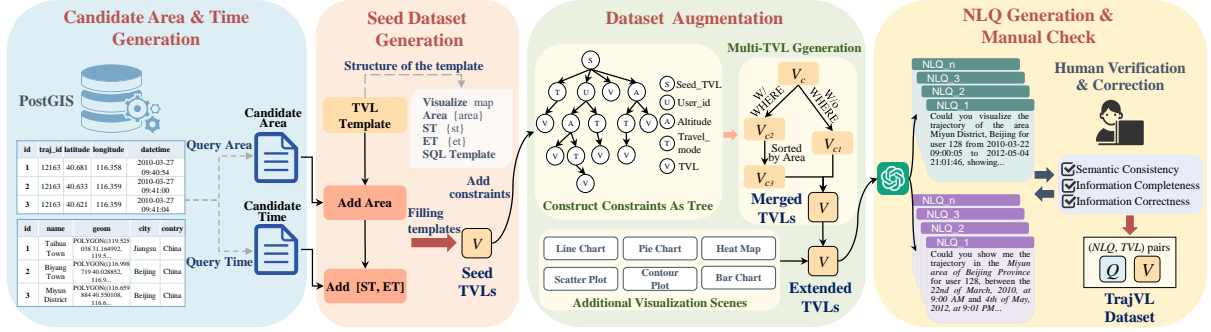 Candidate Area & Time
Generation
PostGIS
Candidate
Area
Query Area
id traj_id latitude longitude datetime
1 12163 40.681 116.358 2010-03-27
09:40:54
2 12163 40.633 116.359 2010-03-27
09:41:00
3 12163 40.621 116.358 2010-03-27
09:41:04
Candidate
Time
Query Time
id name geom city contry
1 Taihua
Town POLYGON((119.525
038 31.164992,
119.5... Jiangsu China
2 Biyang
Town POLYGON((116.998
719 40.028852,
116.9... Beijing China
3 Miyun
District POLYGON((116.659
884 40.550108,
116.6... Beijing China
Seed Dataset
Generation
Structure of the template
TVL
Template
Visualize map
Area {area}
ST {st}
ET {et}
SQL Template
Add Area
Add [ST, ET]
Filling
templates
Add
constraints
V
Seed
TVLs
Dataset Augmentation
S
T U V A
V A T T V
V T V V
V
S Seed_TVL
U User_id
A Altitude
T Travel_
mode
V TVL
Construct Constraints As Tree
Multi-TVL Ggeneration
Vc
W/
WHERE
W/o
WHERE
Vc2
Vc1
Sorted
by Area
Vc3
Merged
TVLs
V
Line Chart Pie Chart Heat Map
Scatter Plot Contour
Plot Bar Chart
Additional Visualization Scenes
V
Extended
TVLs
NLQ Generation &
Manual Check
NLQ_n
NLQ_3
NLQ_2
NLQ_1
Could you visualize the
trajectory of the area
Miyun District, Beijing for
user 128 from 2010-03-22
09:00:05 to 2012-05-04
21:01:46, showing...
NLQ_n
NLQ_3
NLQ_2
NLQ_1
Could you show me the
trajectory in the Miyan
area of Beijing Province
for user 128, between the
22nd of March, 2010, at
9:00 AM and 4th of May,
2012, at 9:01 PM...
Human Verification
& Correction
Semantic Consistency
Information Completeness
Information Correctness
(NLQ, TVL) pairs
Q V
TrajVL
Dataset